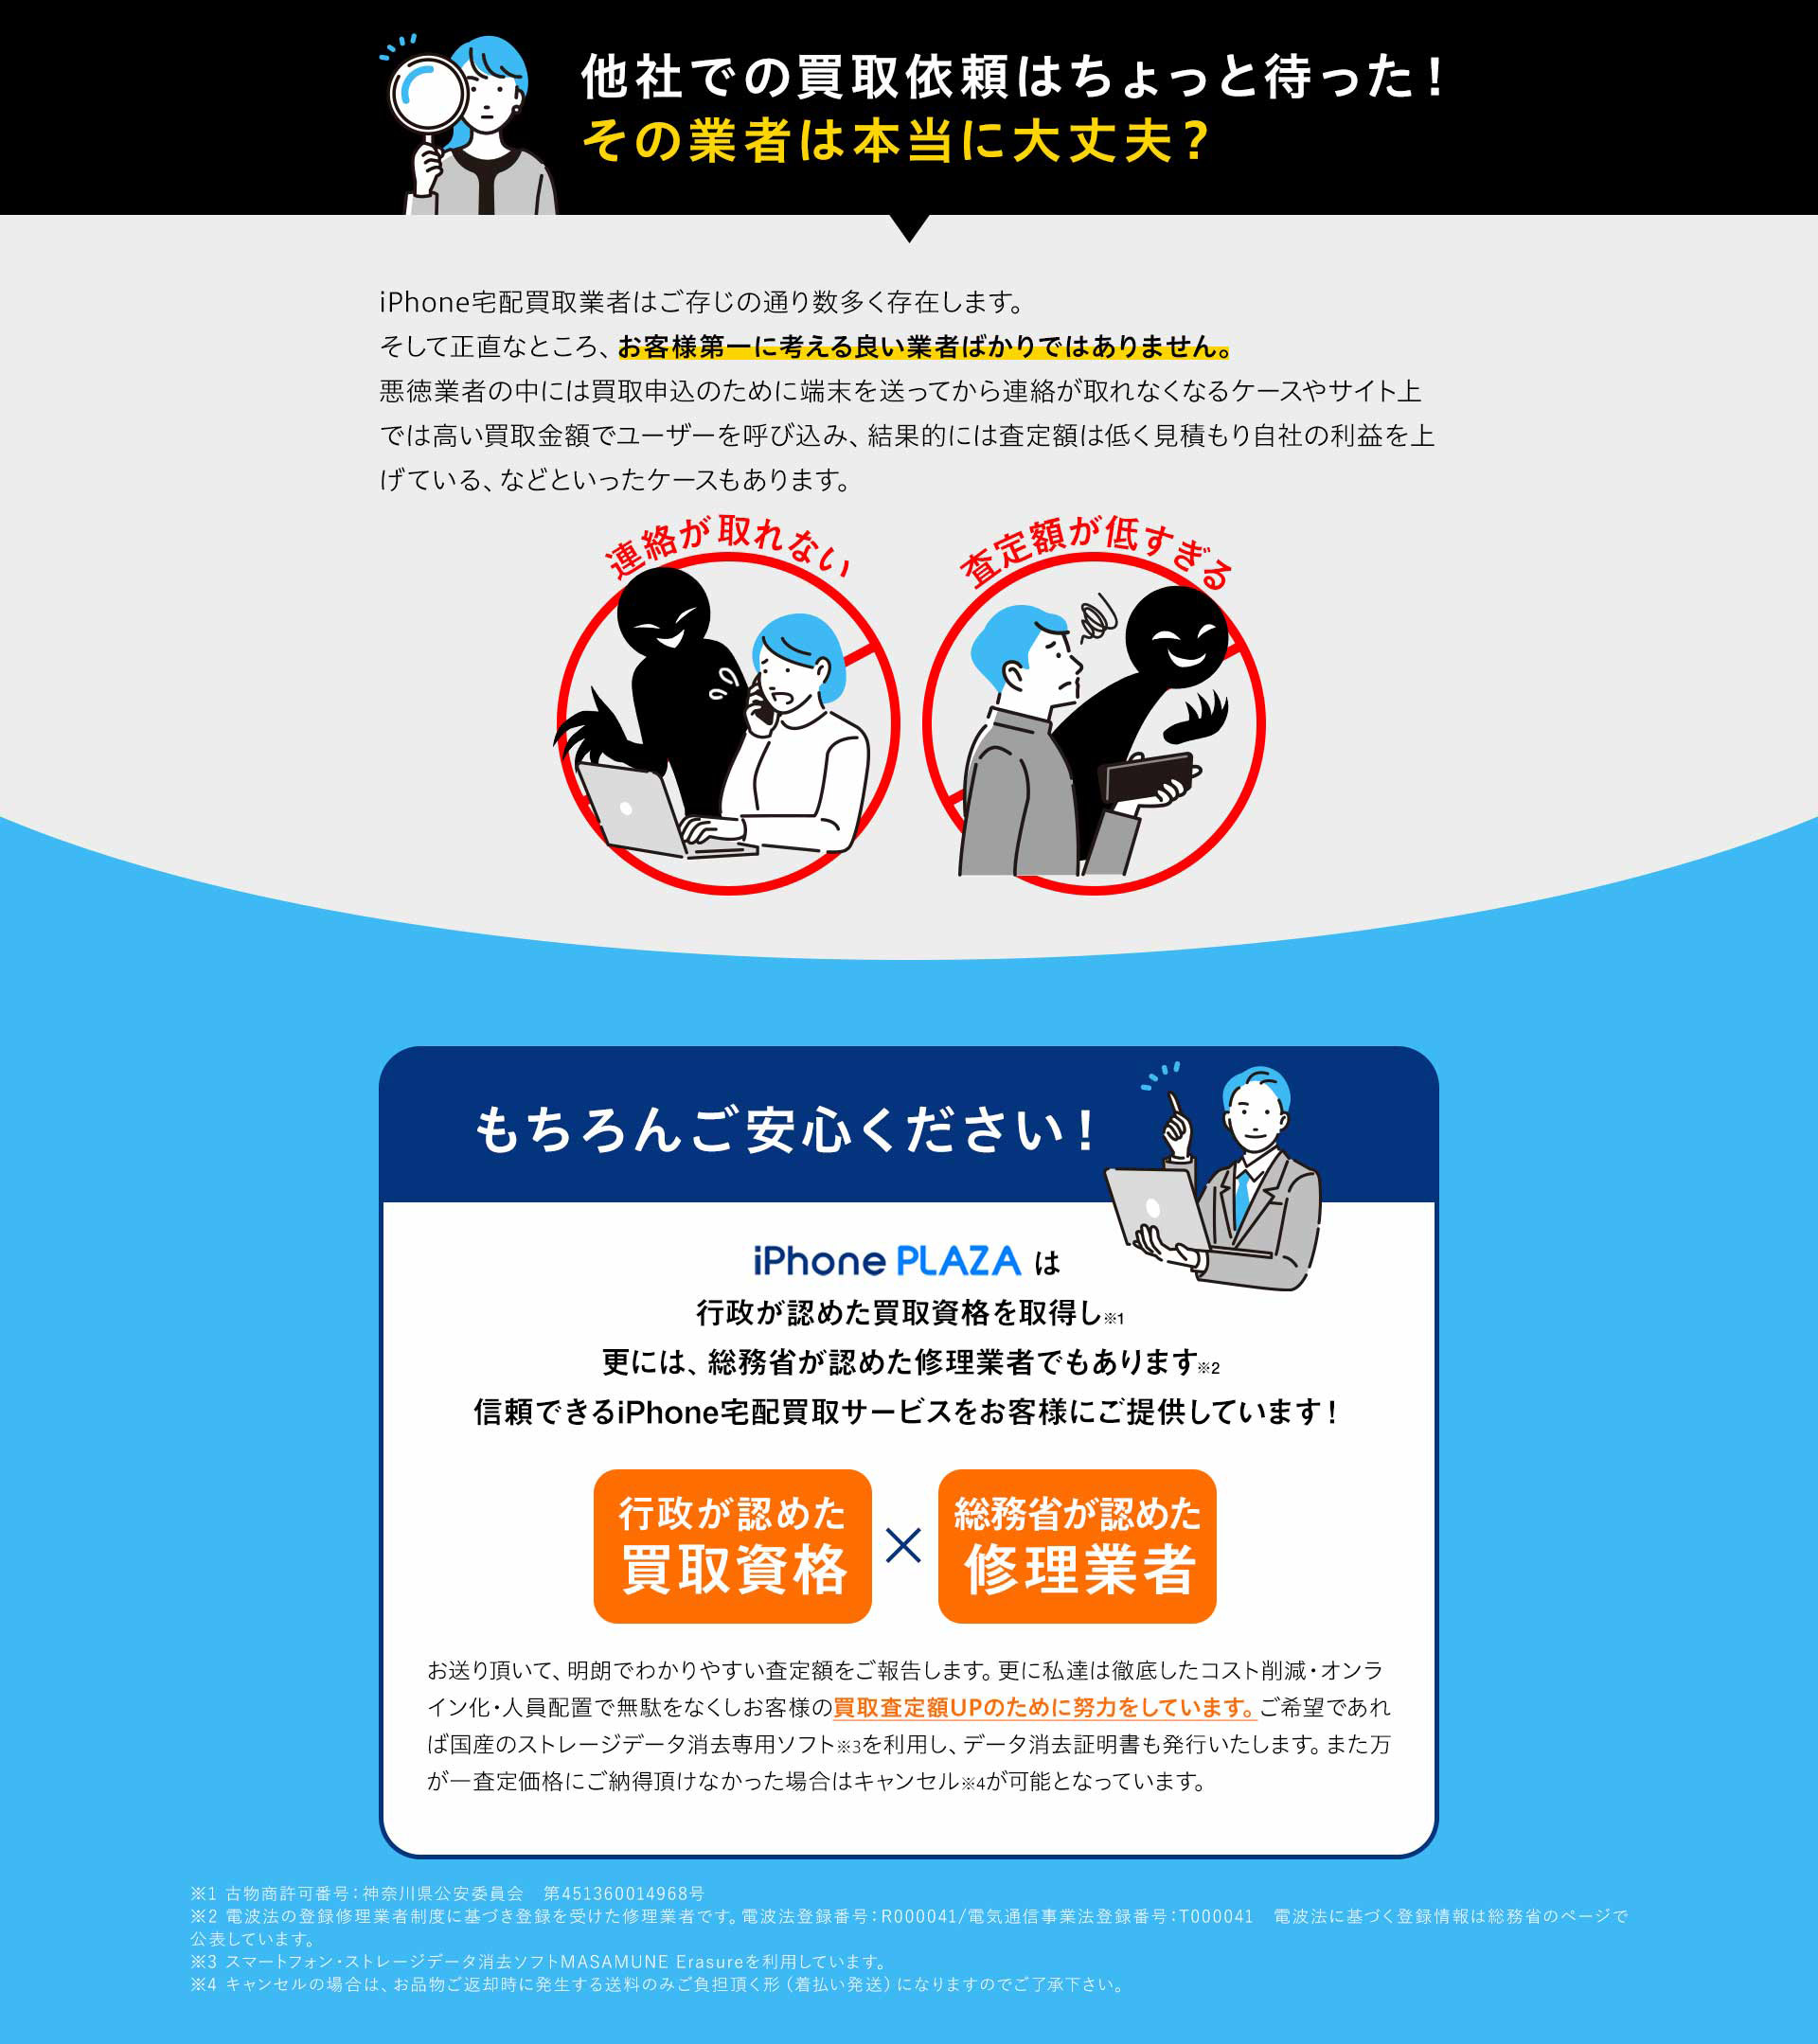 他社での買取依頼はちょっと待った！
その業者は本当に大丈夫？
iPhone宅配買取業者はご存じの通り数多く存在します。
そして正直なところ、お客様第一に考える良い業者ばかりではありません。
悪徳業者の中には買取申込のために端末を送ってから連絡が取れなくなるケースやサイト上
では高い買取金額でユーザーを呼び込み、結果的には査定額は低く見積もり自社の利益を上
げている、などといったケースもあります。
連絡が取れない
査定額が低すぎる
もちろんご安心ください！
iPhone PLAZA は
行政が認めた買取資格を取得し※1
更には、総務省が認めた修理業者でもあります※2
信頼できるiPhone宅配買取サービスをお客様にご提供しています！
行政が認めた
買取資格
×
総務省が認めた
修理業者
お送り頂いて、明朗でわかりやすい査定額をご報告します。更に私達は徹底したコスト削減・オンラ
イン化・人員配置で無駄をなくしお客様の買取査定額UPのために努力をしています。ご希望であれ
ば国産のストレージデータ消去専用ソフト※3を利用し、データ消去証明書も発行いたします。また万
が一査定価格にご納得頂けなかった場合はキャンセル※4が可能となっています。
※1 古物商許可番号：神奈川県公安委員会　第451360014968号
※2 電波法の登録修理業者制度に基づき登録を受けた修理業者です。電波法登録番号：R000041/電気通信事業法登録番号：T000041　電波法に基づく登録情報は総務省のページで
公表しています。
※3 スマートフォン・ストレージデータ消去ソフトMASAMUNE Erasureを利用しています。
※4 キャンセルの場合は、お品物ご返却時に発生する送料のみご負担頂く形（着払い発送）になりますのでご了承下さい。